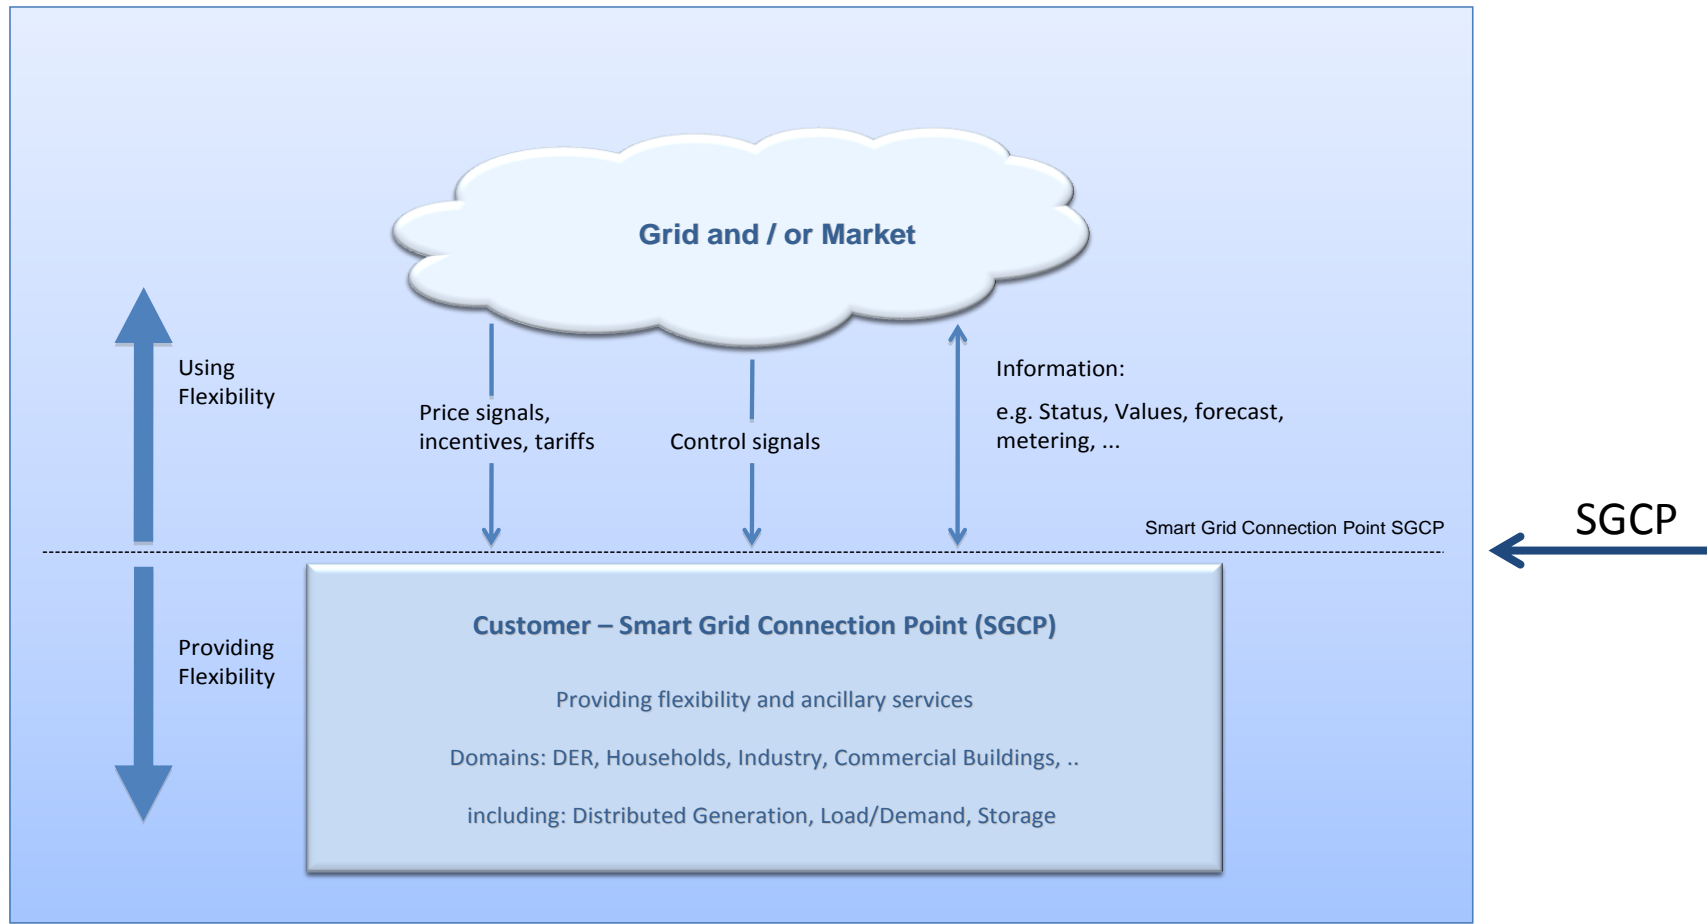 Grid and / or Market
Using
Flexibility
Price signals,
incentives, tariffs
Control signals
Information:
e.g. Status, Values, forecast,
metering, ...
Smart Grid Connection Point SGCP
SGCP
Providing
Flexibility
Customer – Smart Grid Connection Point (SGCP)
Providing flexibility and ancillary services
Domains: DER, Households, Industry, Commercial Buildings, ..
including: Distributed Generation, Load/Demand, Storage